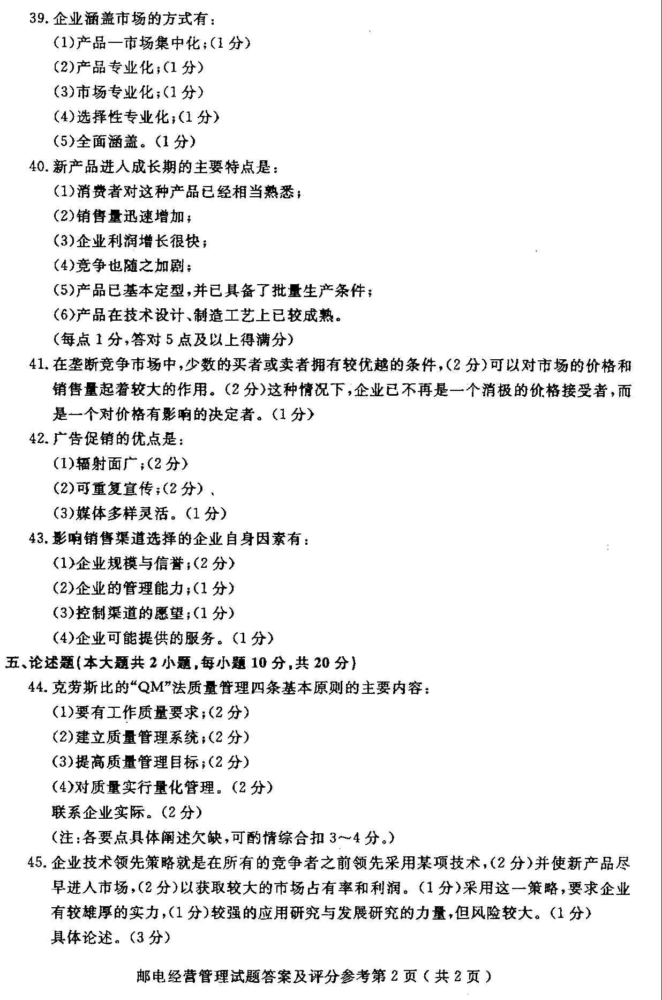 39. 企业涵盖市场的方式有:
(1)产品—市场集中化;(1 分)
(2)产品专业化;(1 分)
(3)市场专业化;(1 分)
(4)选择性专业化;(1 分)
(5)全面涵盖。(1 分)
40. 新产品进人成长期的主要特点是:
(1)消费者对这种产品已经相当熟悉;
(2)销售量迅速增加;
(3)企业利润增长很快;
(4)竞争也随之加剧;
(5)产品已基本定型,并已具备了批量生产条件;
(6)产品在技术设计、制造工艺上已较成熟。
(每点 1 分,答对 5 点及以上得满分)
41. 在垄断竞争市场中,少数的买者或卖者拥有较优越的条件,(2 分)可以对市场的价格和
销售量起着较大的作用。(2 分)这种情况下,企业已不再是一个消极的价格接受者,而
是一个对价格有影响的决定者。(1 分)
42. 广告促销的优点是:
(1)辐射面广;(2 分)
(2)可重复宣传;(2 分)、
(3)媒体多样灵活。(1 分)
43. 影响销售渠道选择的企业自身因素有:
(1)企业规模与信誉;(2 分)
(2)企业的管理能力;(1 分)
(3)控制渠道的愿望;(1 分)
(4)企业可能提供的服务。(1 分)
五、论述题(本大题共 2 小题,每小题 10 分,共 20 分)
44. 克劳斯比的“QM”法质量管理四条基本原则的主要内容:
(1)要有工作质量要求;(2 分)
(2)建立质量管理系统;(2 分)
(3)提高质量管理目标;(2 分)
(4)对质量实行量化管理。(2 分)
联系企业实际。(2 分)
(注:各要点具体阐述欠缺,可酌情综合扣 3～4 分。)
45. 企业技术领先策略就是在所有的竞争者之前领先采用某项技术,(2 分)并使新产品尽
早进人市场,(2 分)以获取较大的市场占有率和利润。(1 分)采用这一策略,要求企业
有较雄厚的实力,(1 分)较强的应用研究与发展研究的力量,但风险较大。(1 分)
具体论述。(3 分)
邮电经营管理试题答案及评分参考第 2 页 ( 共 2 页 )